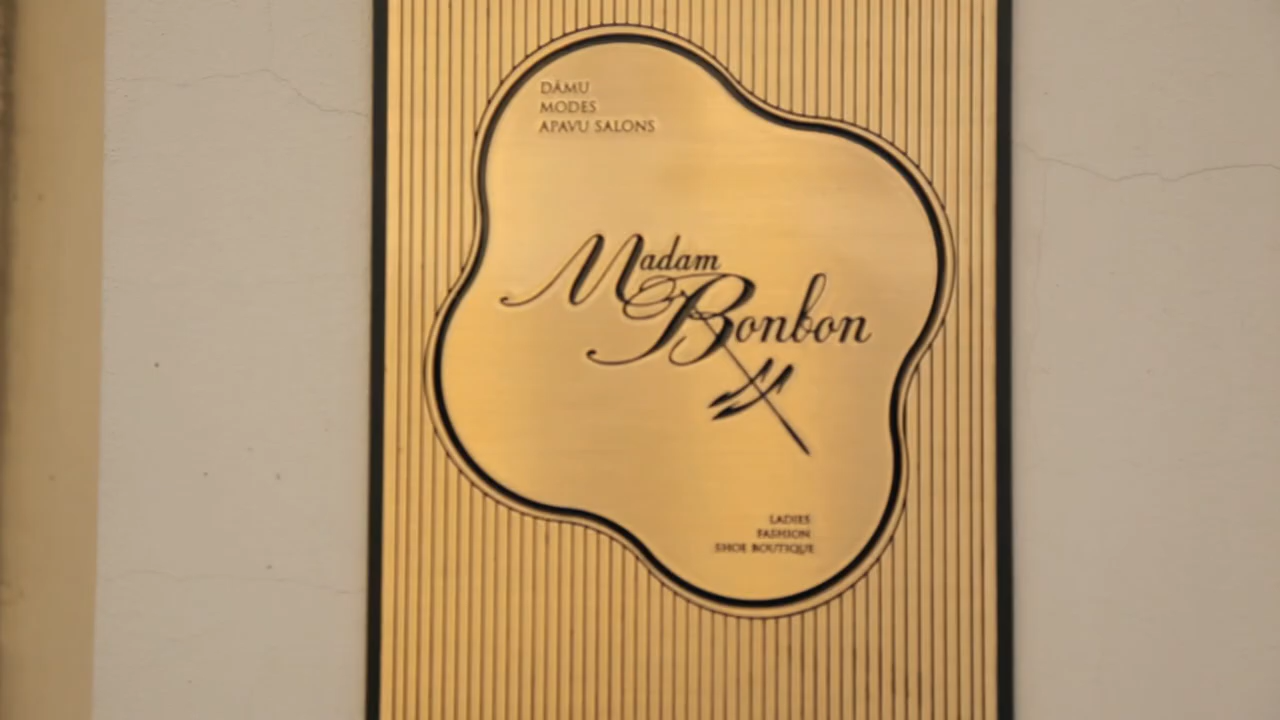 DĀMU
MODES
APAVU SALONS
Madam
Bonbon
LADIES
FASHION
SHOE BOUTIQUE